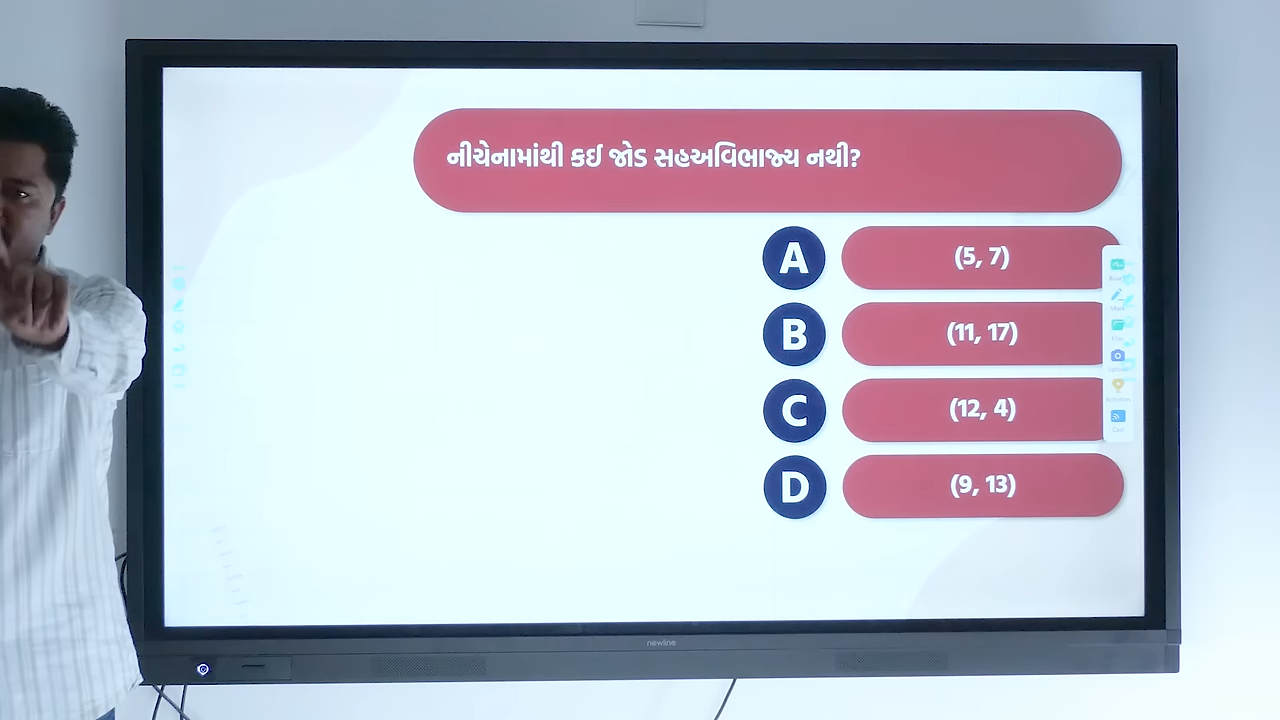 નીચેનામાંથી કઈ જોડ સહઅવિભાજ્ય નથી?
A (5, 7)
B (11, 17)
C (12, 4)
D (9, 13)
newline